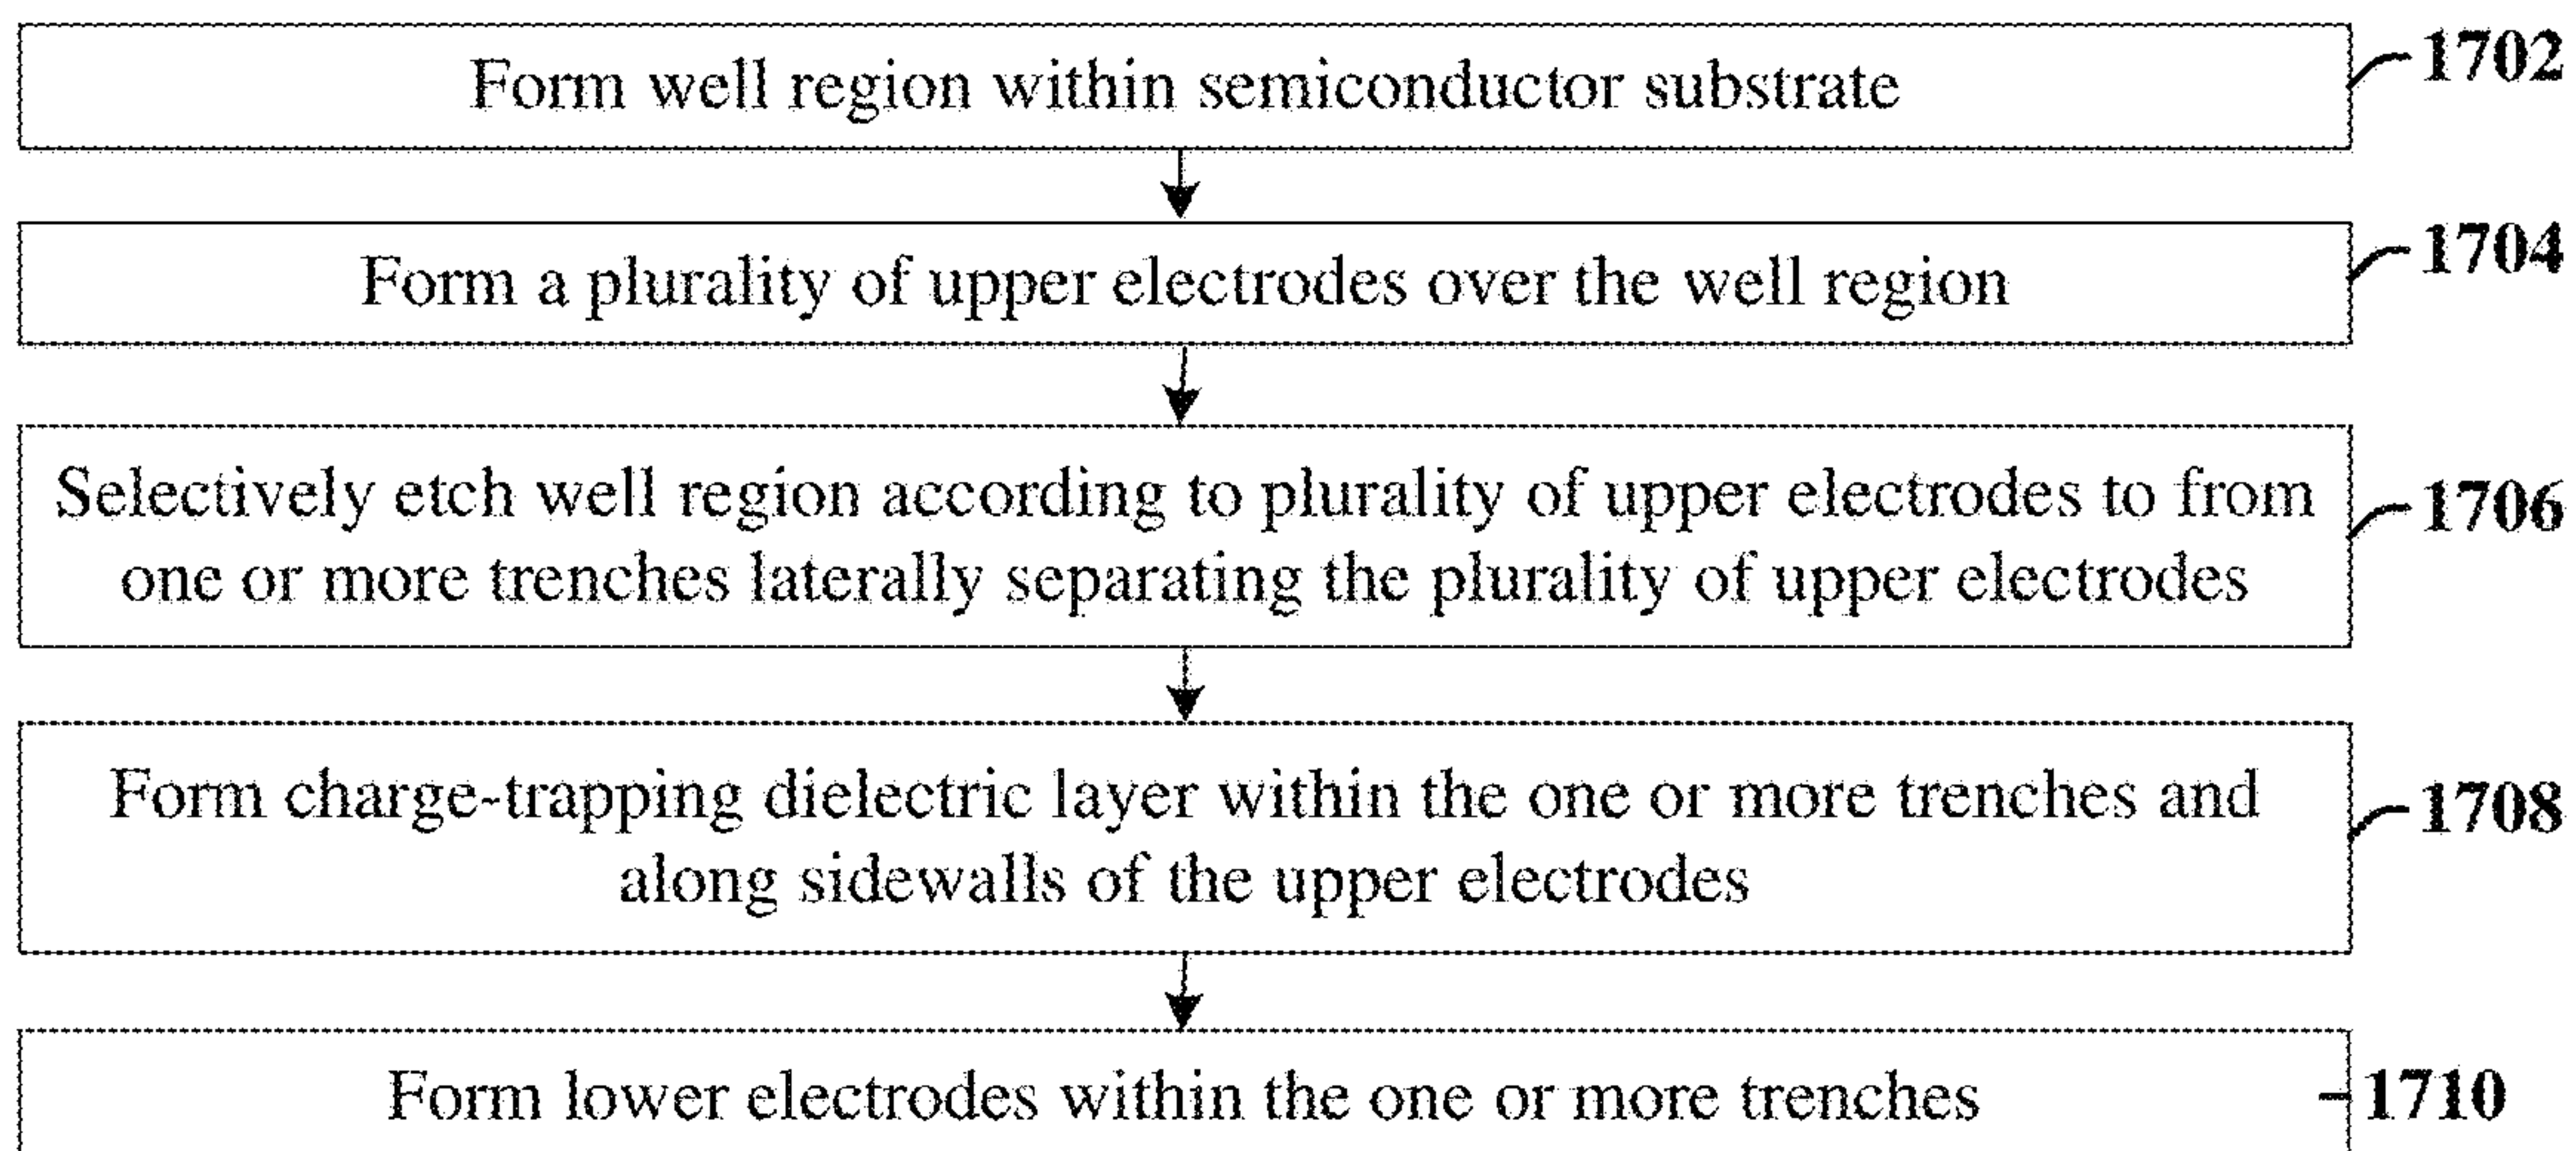 Form well region within semiconductor substrate
1702
Form a plurality of upper electrodes over the well region
1704
Selectively etch well region according to plurality of upper electrodes to from
one or more trenches laterally separating the plurality of upper electrodes
1706
Form charge-trapping dielectric layer within the one or more trenches and
along sidewalls of the upper electrodes
1708
Form lower electrodes within the one or more trenches
1710